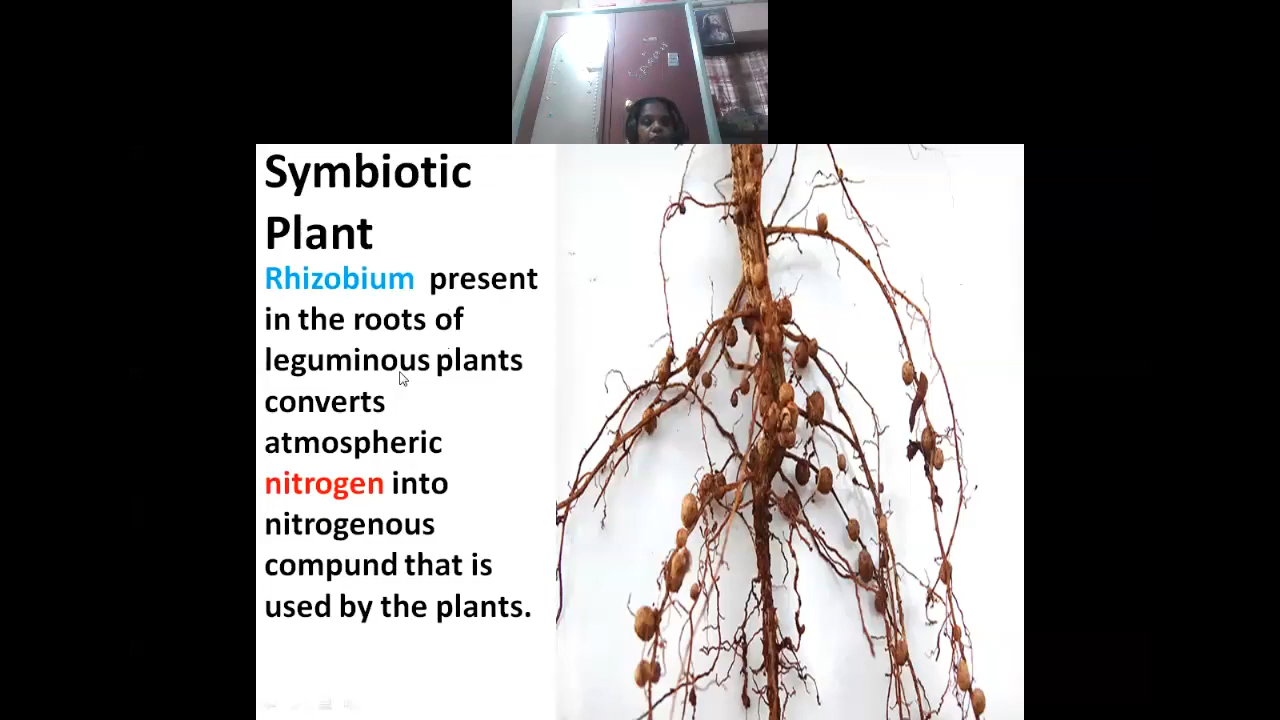 Symbiotic
Plant
Rhizobium present
in the roots of
leguminous plants
converts
atmospheric
nitrogen into
nitrogenous
compund that is
used by the plants.